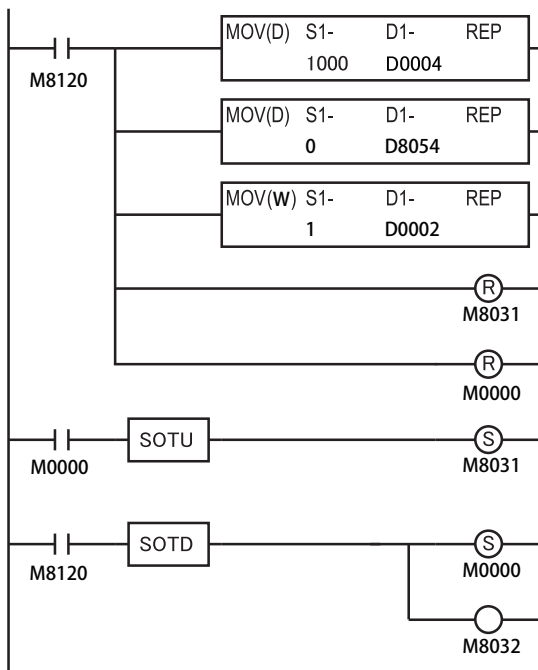 MOV(D) S1- D1- REP
1000 D0004
M8120
MOV(D) S1- D1- REP
0 D8054
MOV(W) S1- D1- REP
1 D0002
R
M8031
R
M0000
SOTU S
M0000 M8031
SOTD S
M8120 M0000
M8032